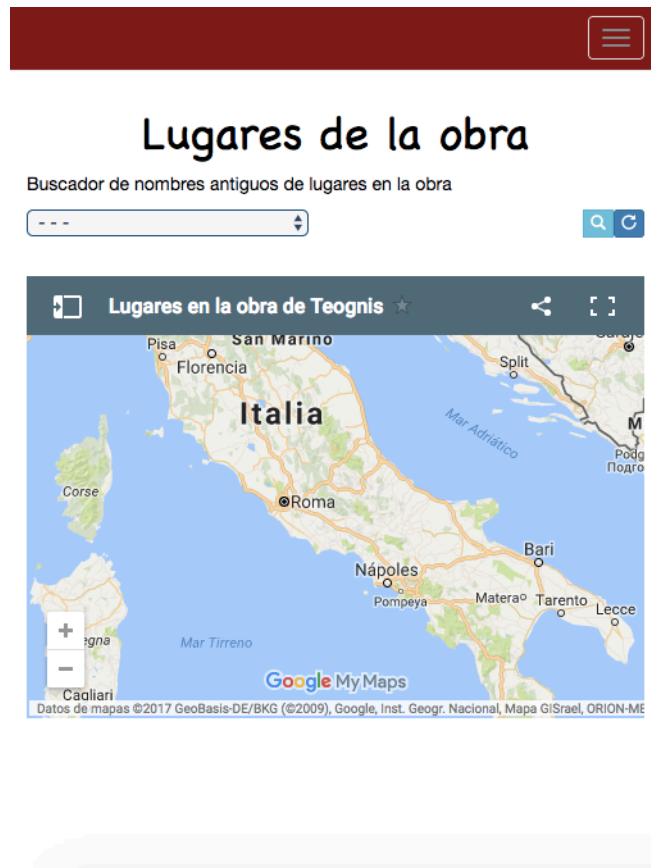 Lugares de la obra
Buscador de nombres antiguos de lugares en la obra
- - -
Lugares en la obra de Teognis
Pisa
San Marino
Florencia
Split
Italia
Mar Adriático
M
Podg
Подго
Corse
Roma
Bari
Nápoles
Pompeya
Matera
Tarento
Lecce
+
egna
Mar Tirreno
−
Google My Maps
Cagliari
Datos de mapas ©2017 GeoBasis-DE/BKG (©2009), Google, Inst. Geogr. Nacional, Mapa GISrael, ORION-ME